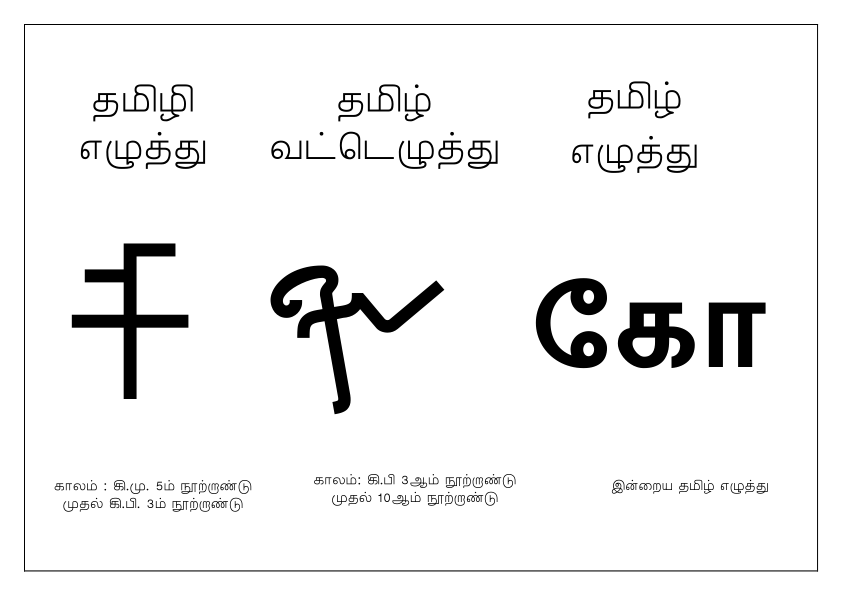 தமிழி
எழுத்து
தமிழ்
வட்டெழுத்து
தமிழ்
எழுத்து
𑀓𑁄
கோ
காலம் : கி.மு. 5ம் நூற்றாண்டு
முதல் கி.பி. 3ம் நூற்றாண்டு
காலம்: கி.பி 3ஆம் நூற்றாண்டு
முதல் 10ஆம் நூற்றாண்டு
இன்றைய தமிழ் எழுத்து